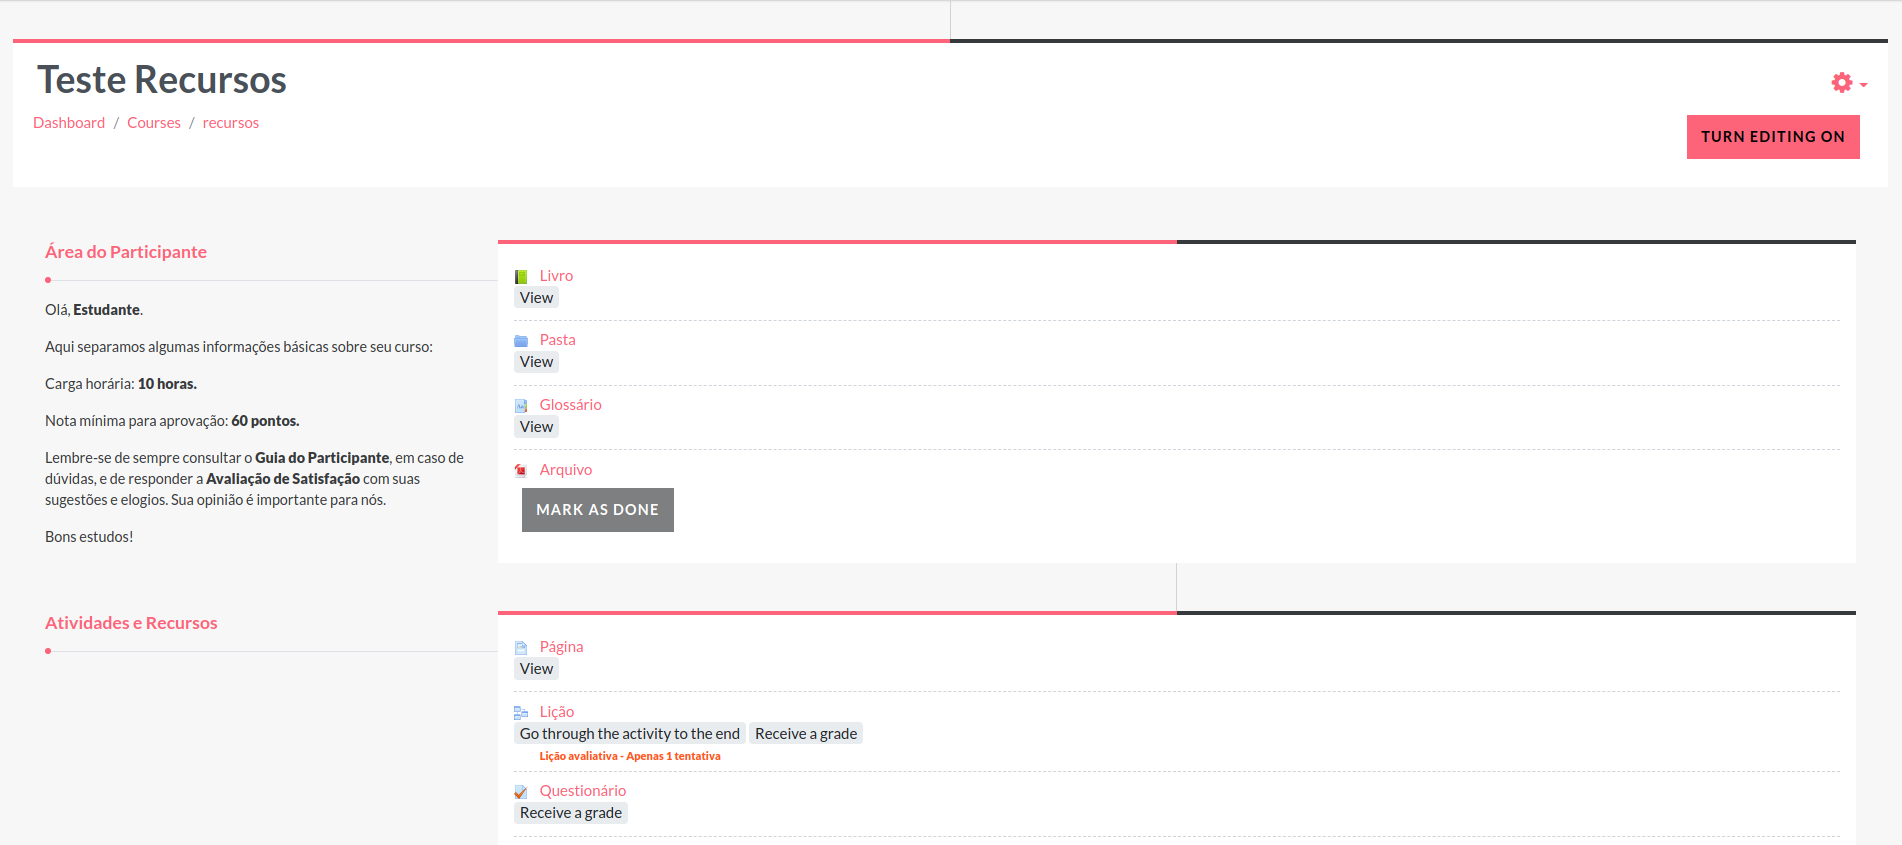 Teste Recursos
Dashboard / Courses / recursos
TURN EDITING ON
Área do Participante
Olá, Estudante.
Aqui separamos algumas informações básicas sobre seu curso:
Carga horária: 10 horas.
Nota mínima para aprovação: 60 pontos.
Lembre-se de sempre consultar o Guia do Participante, em caso de
dúvidas, e de responder a Avaliação de Satisfação com suas
sugestões e elogios. Sua opinião é importante para nós.
Bons estudos!
Livro
View
Pasta
View
Glossário
View
Arquivo
MARK AS DONE
Atividades e Recursos
Página
View
Lição
Go through the activity to the end Receive a grade
Lição avaliativa - Apenas 1 tentativa
Questionário
Receive a grade